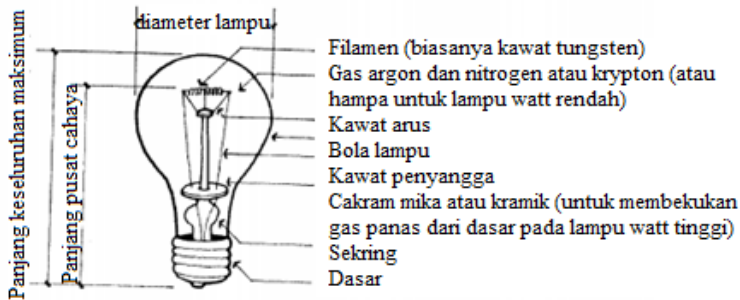 diameter lampu
Panjang keseluruhan maksimum
Panjang pusat cahaya
Filamen (biasanya kawat tungsten)
Gas argon dan nitrogen atau krypton (atau
hampa untuk lampu watt rendah)
Kawat arus
Bola lampu
Kawat penyangga
Cakram mika atau kramik (untuk membekukan
gas panas dari dasar pada lampu watt tinggi)
Sekring
Dasar